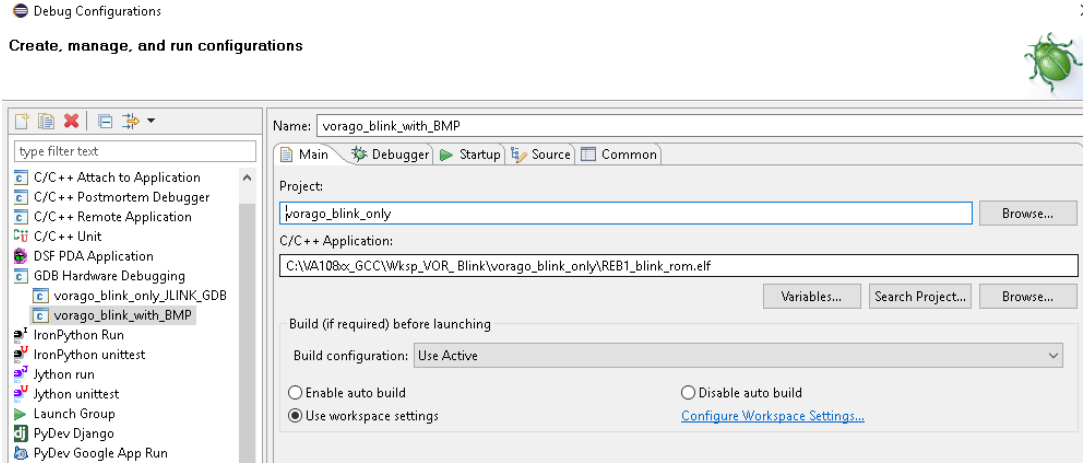 Debug Configurations
Create, manage, and run configurations
type filter text
C/C++ Attach to Application
C/C++ Postmortem Debugger
C/C++ Remote Application
C/C++ Unit
DSF PDA Application
GDB Hardware Debugging
vorago_blink_only_JLINK_GDB
vorago_blink_with_BMP
IronPython Run
IronPython unittest
Jython run
Jython unittest
Launch Group
PyDev Django
PyDev Google App Run
Name: vorago_blink_with_BMP
Main Debugger Startup Source Common
Project:
vorago_blink_only Browse...
C/C++ Application:
C:\VA108xx_GCC\Wksp_VOR_ Blink\vorago_blink_only\REB1_blink_rom.elf
Variables... Search Project... Browse...
Build (if required) before launching
Build configuration: Use Active
Enable auto build Disable auto build
Use workspace settings Configure Workspace Settings...